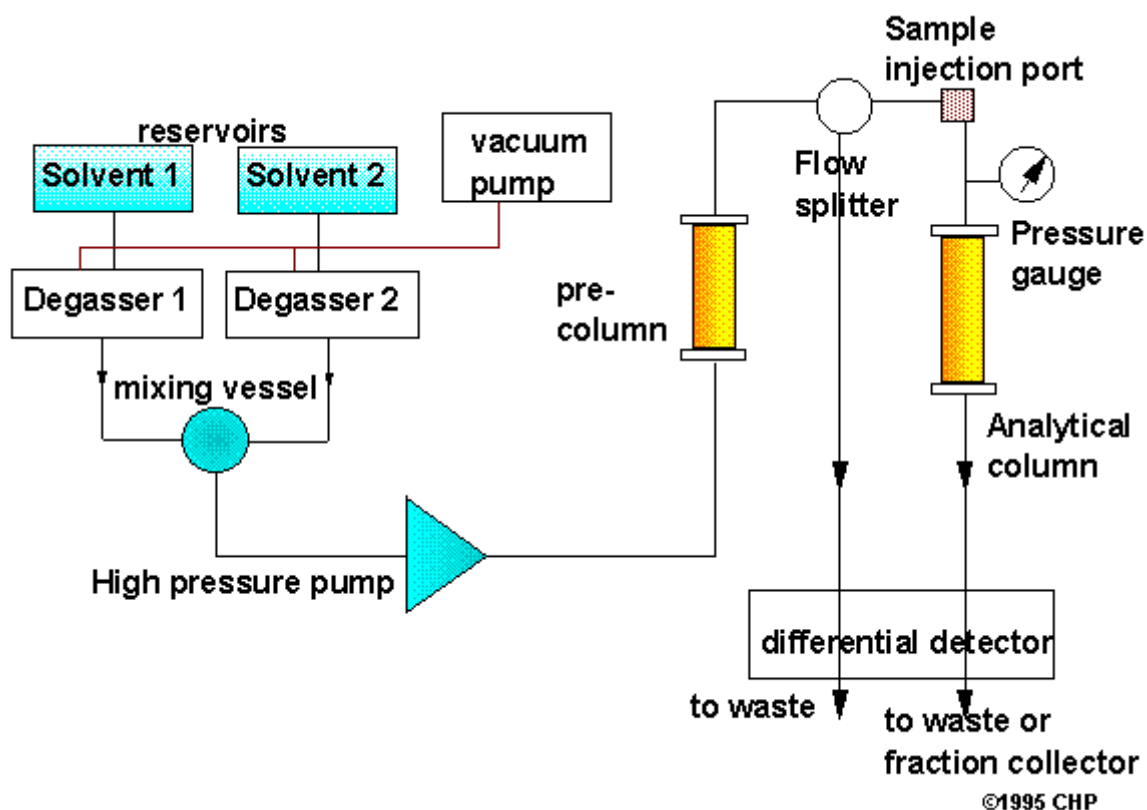 reservoirs
Solvent 1
Solvent 2
vacuum
pump
Degasser 1
Degasser 2
mixing vessel
High pressure pump
pre-
column
Flow
splitter
Sample
injection port
Pressure
gauge
Analytical
column
differential detector
to waste
to waste or
fraction collector
©1995 CHP